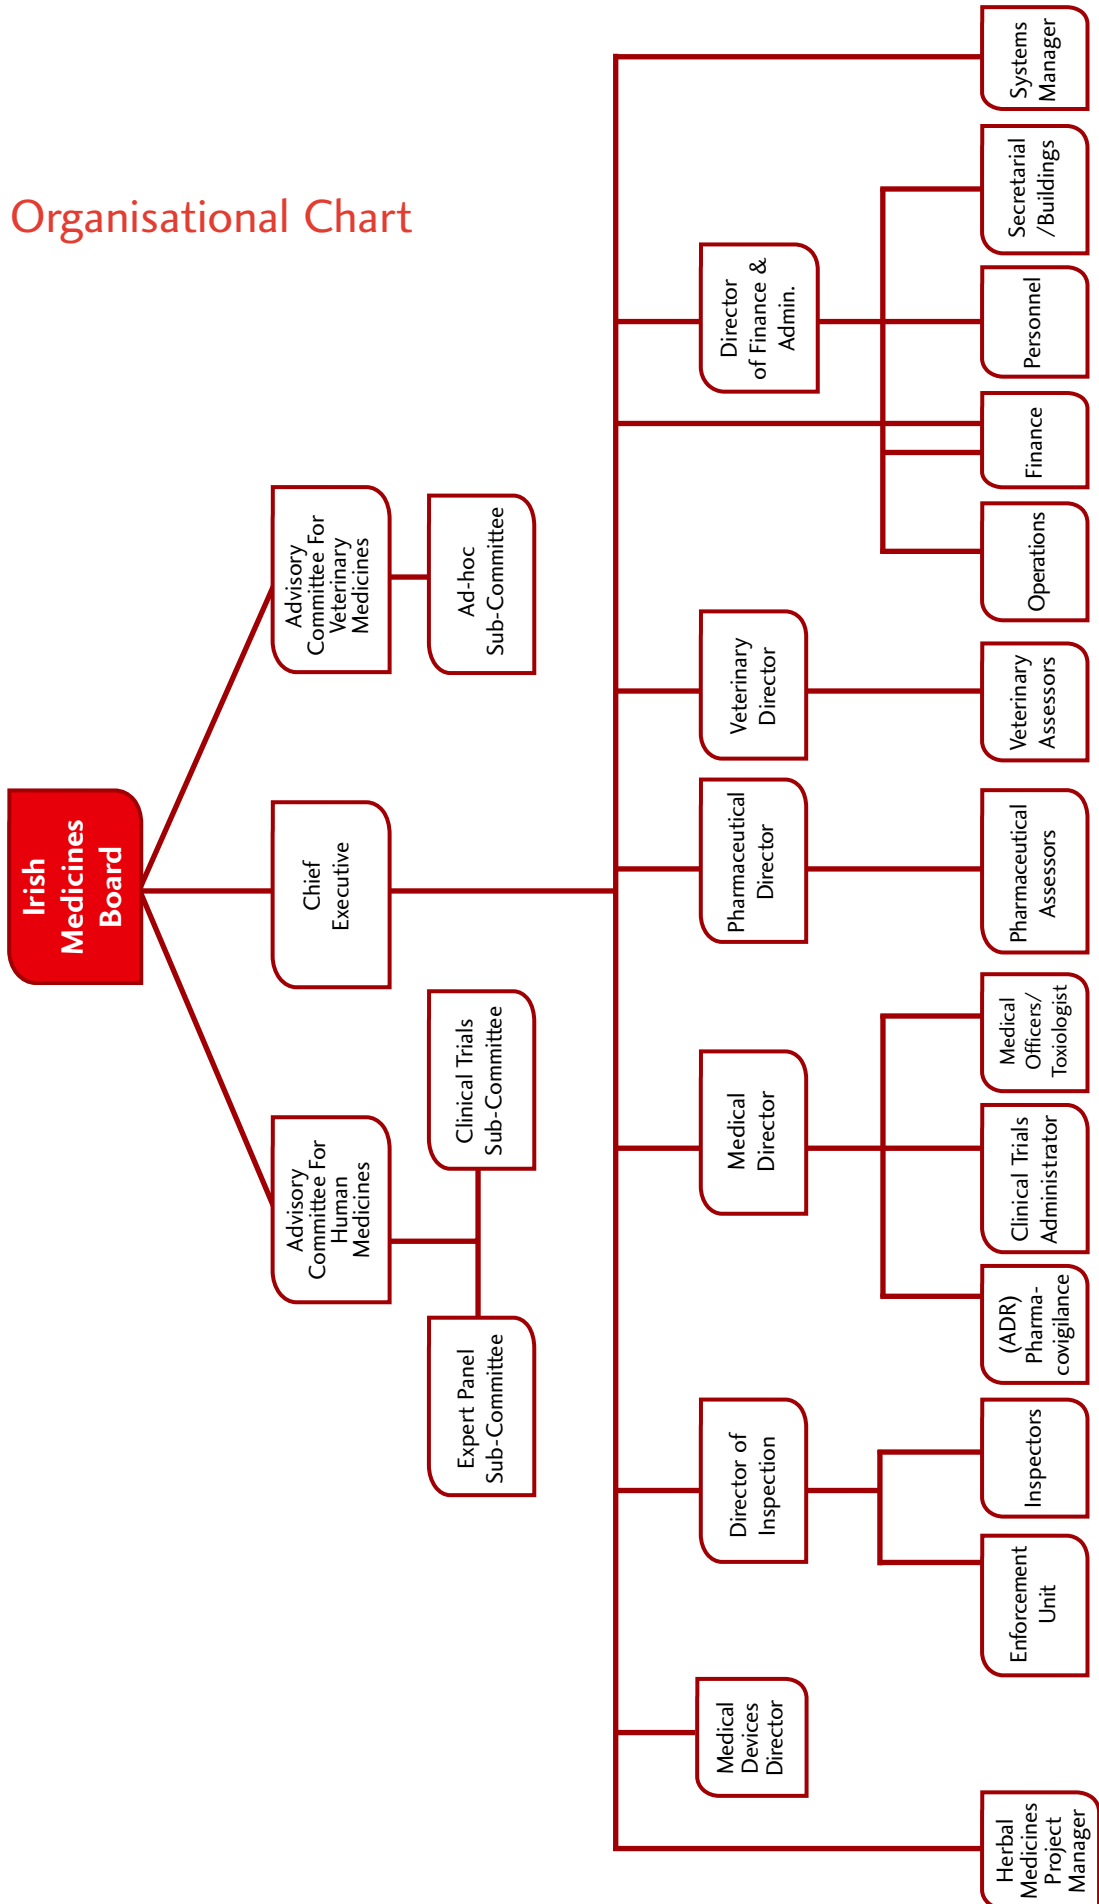 Organisational Chart
Irish
Medicines
Board
Advisory
Committee For
Human
Medicines
Chief
Executive
Advisory
Committee For
Veterinary
Medicines
Expert Panel
Sub-Committee
Clinical Trials
Sub-Committee
Ad-hoc
Sub-Committee
Medical
Devices
Director
Director of
Inspection
Medical
Director
Pharmaceutical
Director
Veterinary
Director
Director
of Finance &
Admin.
Herbal
Medicines
Project
Manager
Enforcement
Unit
Inspectors
(ADR)
Pharma-
covigilance
Clinical Trials
Administrator
Medical
Officers/
Toxiologist
Pharmaceutical
Assessors
Veterinary
Assessors
Operations
Finance
Personnel
Secretarial
/Buildings
Systems
Manager